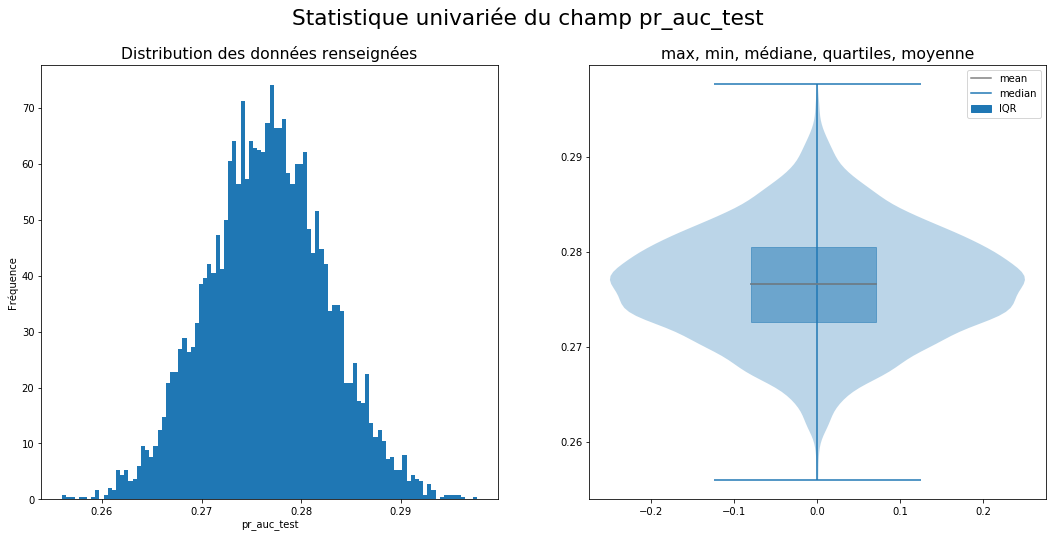 Statistique univariée du champ pr_auc_test
Distribution des données renseignées
Fréquence
70
60
50
40
30
20
10
0
0.26
0.27
0.28
0.29
pr_auc_test
max, min, médiane, quartiles, moyenne
mean
median
IQR
0.29
0.28
0.27
0.26
−0.2
−0.1
0.0
0.1
0.2